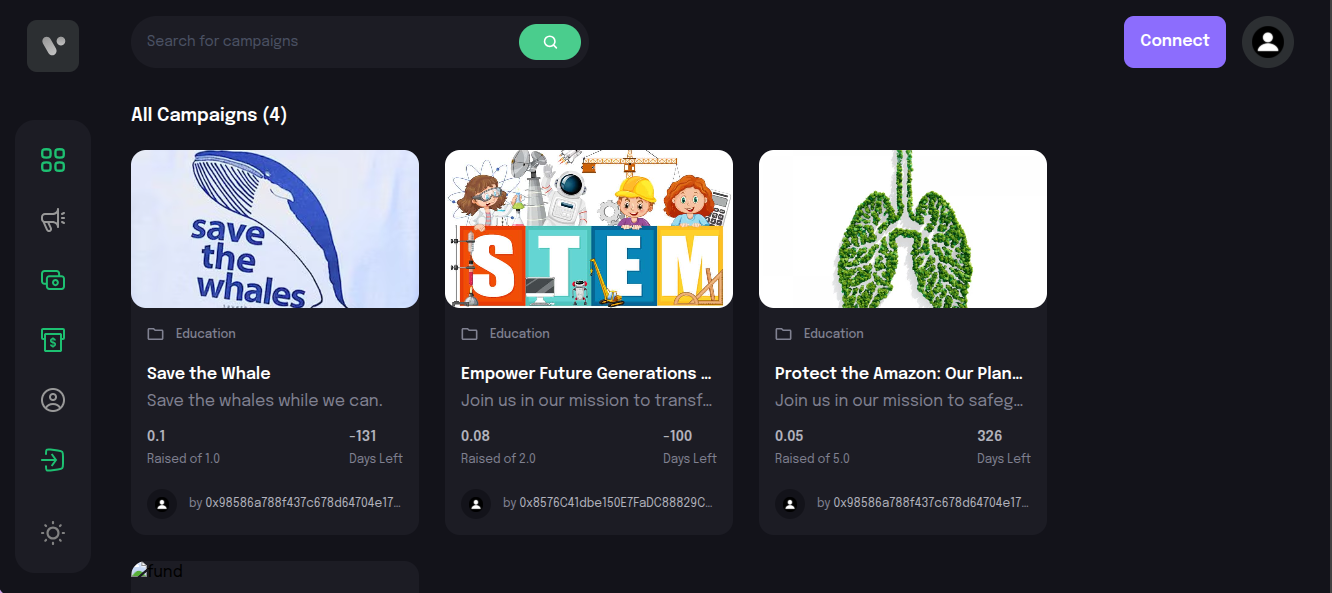 Search for campaigns
Connect
All Campaigns (4)
save
the
whales
STEM
Education
Education
Education
Save the Whale
Empower Future Generations ...
Protect the Amazon: Our Plan...
Save the whales while we can.
Join us in our mission to transf...
Join us in our mission to safeg...
0.1
-131
0.08
-100
0.05
326
Raised of 1.0
Days Left
Raised of 2.0
Days Left
Raised of 5.0
Days Left
by 0x98586a788f437c678d64704e17...
by 0x8576C41dbe150E7FaDC88829C...
by 0x98586a788f437c678d64704e17...
fund